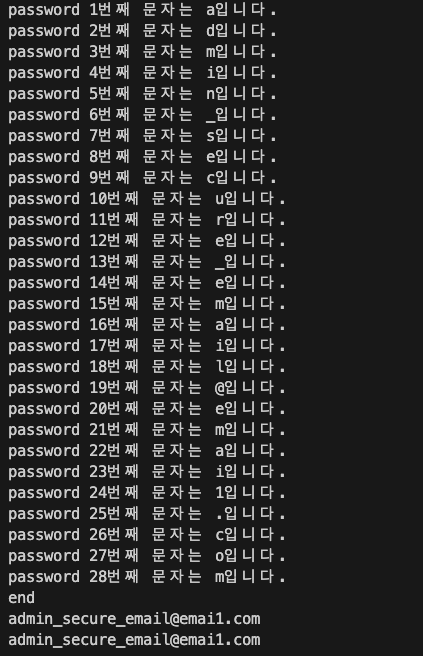 password 1번째 문자는 a입니다.
password 2번째 문자는 d입니다.
password 3번째 문자는 m입니다.
password 4번째 문자는 i입니다.
password 5번째 문자는 n입니다.
password 6번째 문자는 _입니다.
password 7번째 문자는 s입니다.
password 8번째 문자는 e입니다.
password 9번째 문자는 c입니다.
password 10번째 문자는 u입니다.
password 11번째 문자는 r입니다.
password 12번째 문자는 e입니다.
password 13번째 문자는 _입니다.
password 14번째 문자는 e입니다.
password 15번째 문자는 m입니다.
password 16번째 문자는 a입니다.
password 17번째 문자는 i입니다.
password 18번째 문자는 l입니다.
password 19번째 문자는 @입니다.
password 20번째 문자는 e입니다.
password 21번째 문자는 m입니다.
password 22번째 문자는 a입니다.
password 23번째 문자는 i입니다.
password 24번째 문자는 1입니다.
password 25번째 문자는 .입니다.
password 26번째 문자는 c입니다.
password 27번째 문자는 o입니다.
password 28번째 문자는 m입니다.
end
admin_secure_email@emai1.com
admin_secure_email@emai1.com